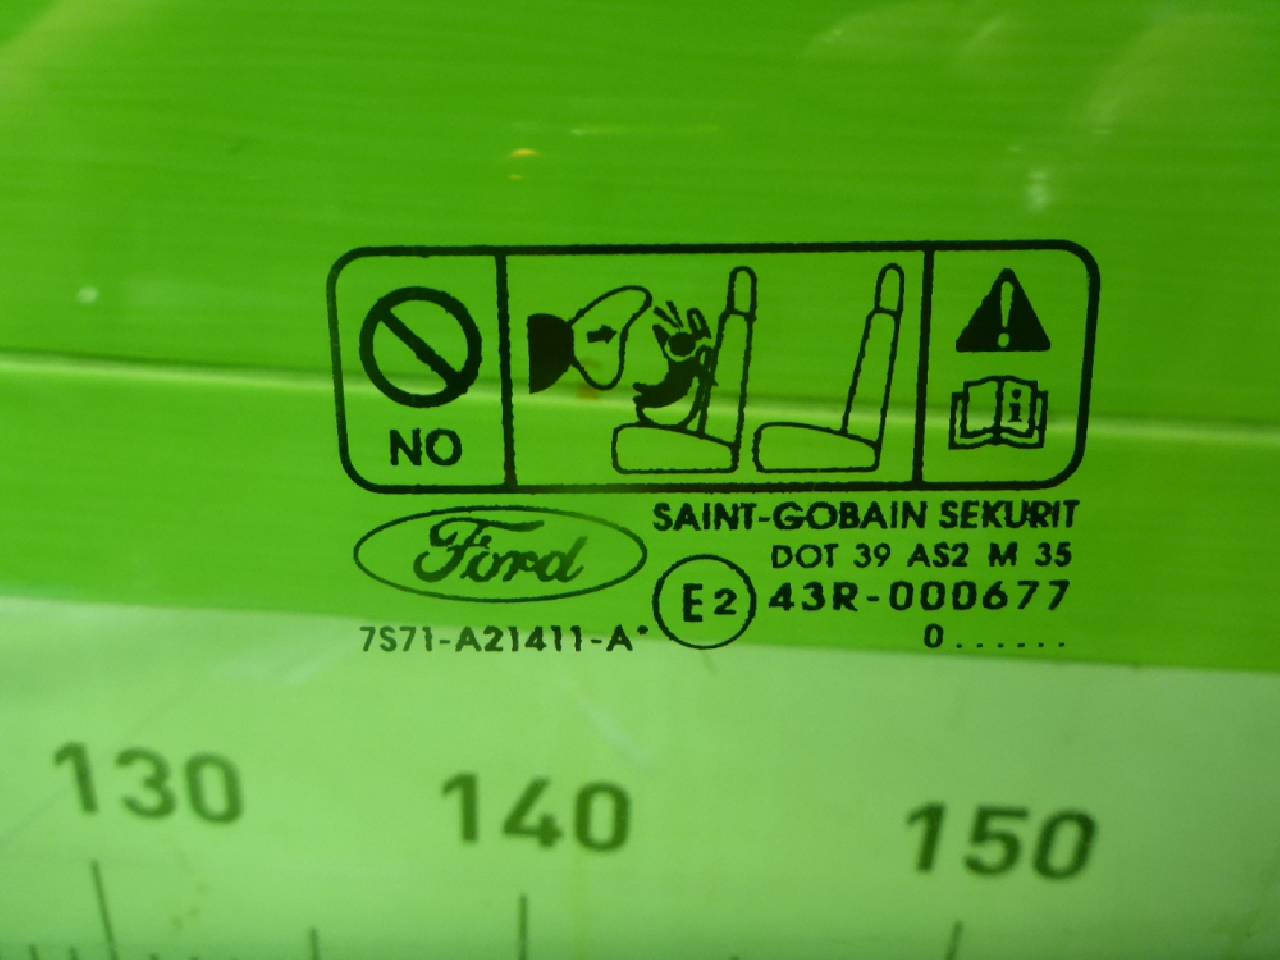 NO
i
SAINT-GOBAIN SEKURIT
Ford
DOT 39 AS2 M 35
E2 43R-000677
7S71-A21411-A*
0......
130 140 150